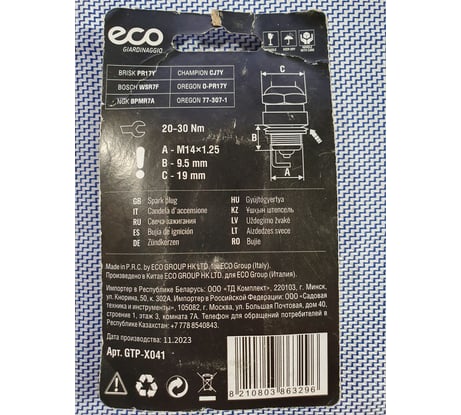 eco
GIARDINAGGIO
BRISK PR17Y CHAMPION CJ7Y
BOSCH WSR7F OREGON O-PR17Y
NGK BPMR7A OREGON 77-307-1
20-30 Nm
A - M14×1.25
B - 9.5 mm
C - 19 mm
C
B
A
GB Spark plug HU Gyújtógyertya
IT Candela d'accensione KZ Ұшқын штепсель
RU Свеча зажигания LV Uždegimo žvakė
ES Bujia de ignición LT Aizdedzes svece
DE Zündkerzen RO Bujie
Made in P.R.C. by ECO GROUP HK LTD. for ECO Group (Italy).
Произведено в Китае ECO GROUP HK LTD. для ECO Group (Италия).
Импортер в Республику Беларусь: ООО «ТД Комплект», 220103, г. Минск,
ул. Кнорина, 50, к. 302А. Импортер в Российской Федерации: ООО «Садовая
техника и инструменты», 105082, г. Москва, ул. Большая Почтовая, дом 40,
строение 1, этаж 3, комната 7А. Телефон для обращений потребителей в
Республике Казахстан: +7 778 8540843.
Дата производства: 11.2023
Арт. GTP-X041
8 210803 863296